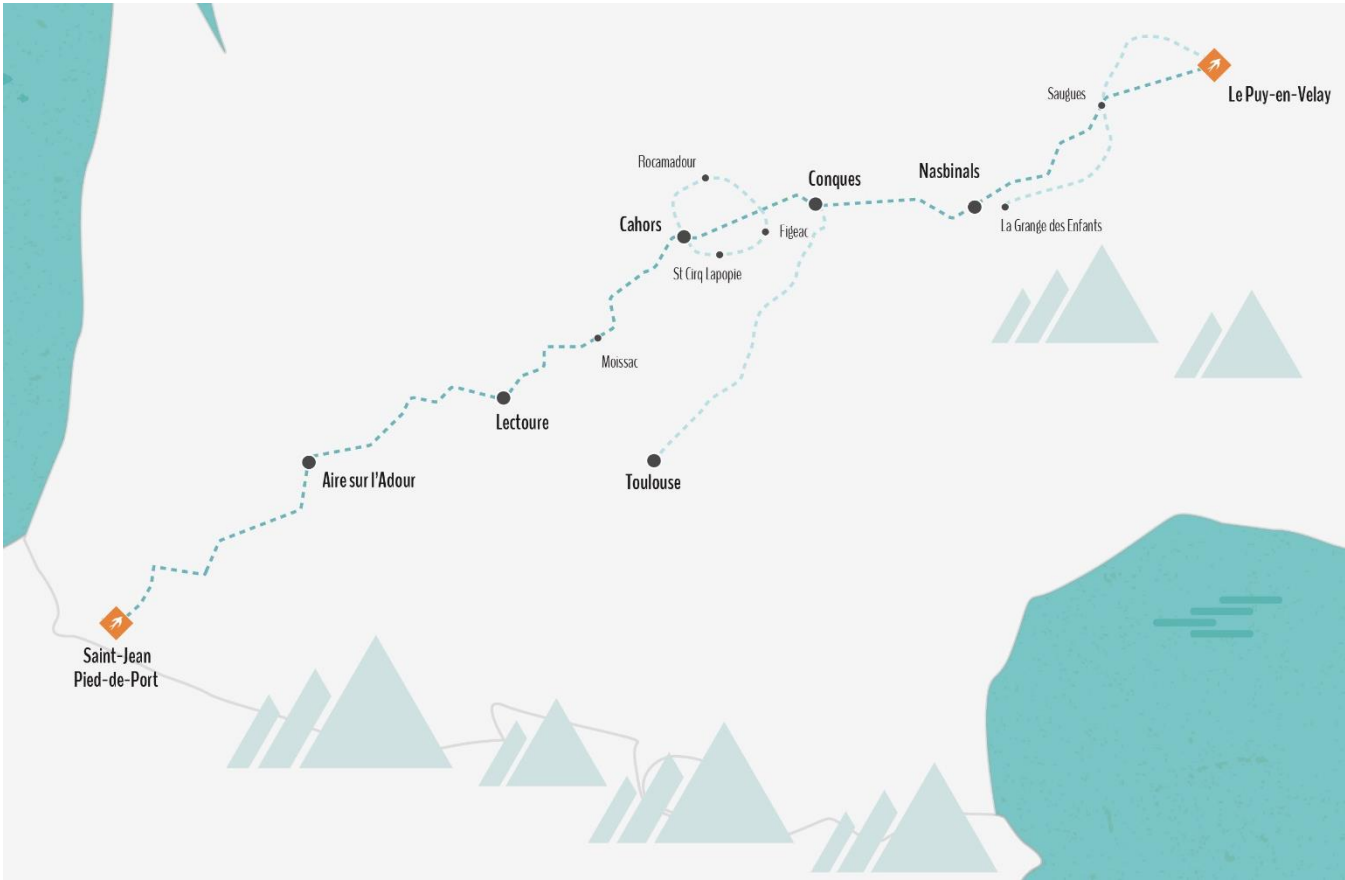 Le Puy-en-Velay
Saugues
Rocamadour
Conques
Nasbinals
Cahors
Figeac
La Grange des Enfants
St Cirq Lapopie
Moissac
Lectoure
Aire sur l'Adour
Toulouse
Saint-Jean
Pied-de-Port